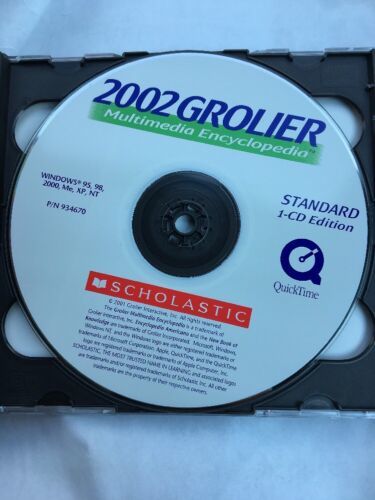 2002 GROLIER
Multimedia Encyclopedia™
WINDOWS® 95, 98,
2000, Me, XP, NT
P/N 934670
STANDARD
1-CD Edition
QuickTime
SCHOLASTIC
© 2001 Grolier Interactive, Inc. All rights reserved.
The Grolier Multimedia Encyclopedia is a trademark of
Grolier Interactive, Inc. Encyclopedia Americana and the New Book of
Knowledge are trademarks of Grolier Incorporated. Microsoft, Windows,
Windows NT, and the Windows logo are either registered trademarks or
trademarks of Microsoft Corporation. Apple, QuickTime, and the QuickTime
logo are registered trademarks or trademarks of Apple Computer, Inc.
SCHOLASTIC, THE MOST TRUSTED NAME IN LEARNING, and associated logos
are trademarks and/or registered trademarks of Scholastic Inc. All other
trademarks are the property of their respective owners.